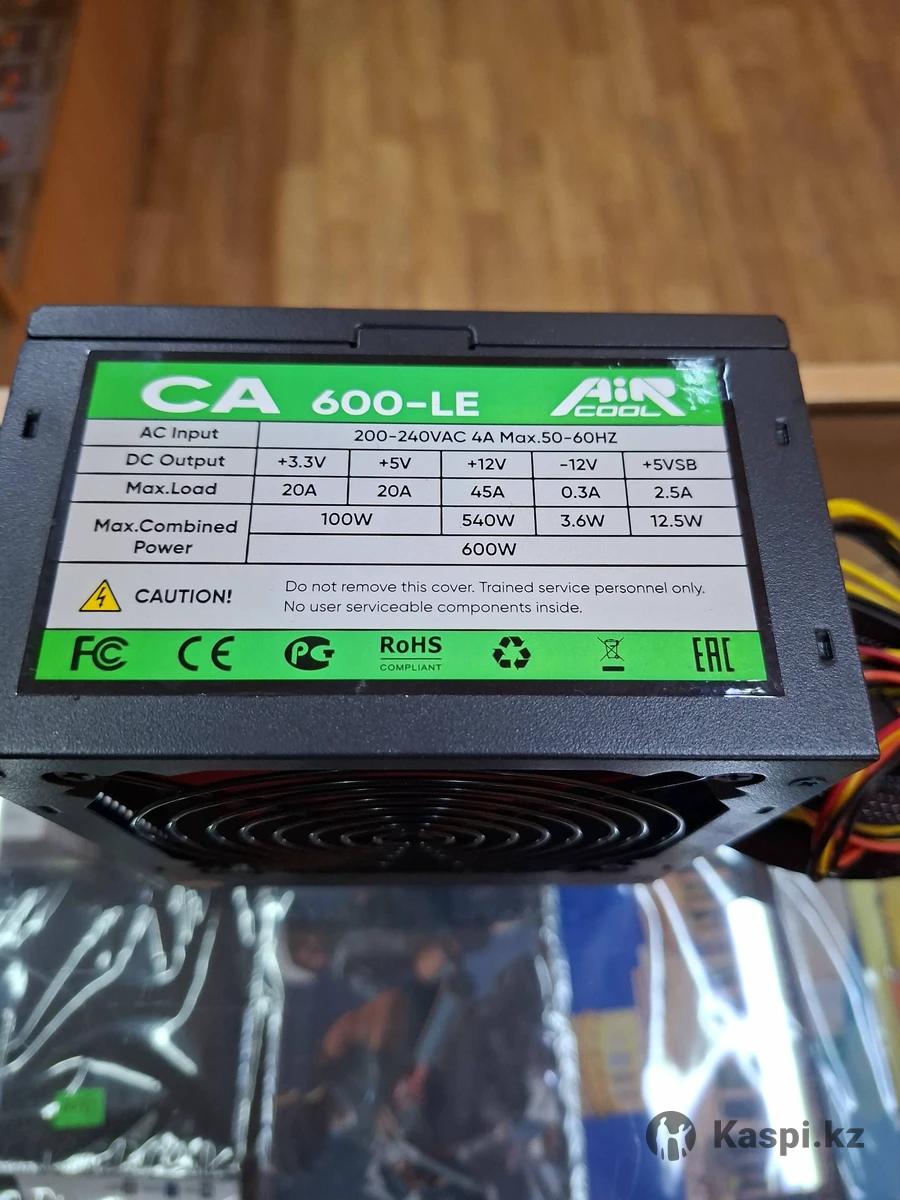 CA 600-LE AiR COOL
AC Input 200-240VAC 4A Max.50-60HZ
DC Output +3.3V +5V +12V -12V +5VSB
Max.Load 20A 20A 45A 0.3A 2.5A
Max.Combined Power 100W 540W 3.6W 12.5W
600W
CAUTION! Do not remove this cover. Trained service personnel only.
No user serviceable components inside.
FC CE PC RoHS COMPLIANT EAC
Kaspi.kz